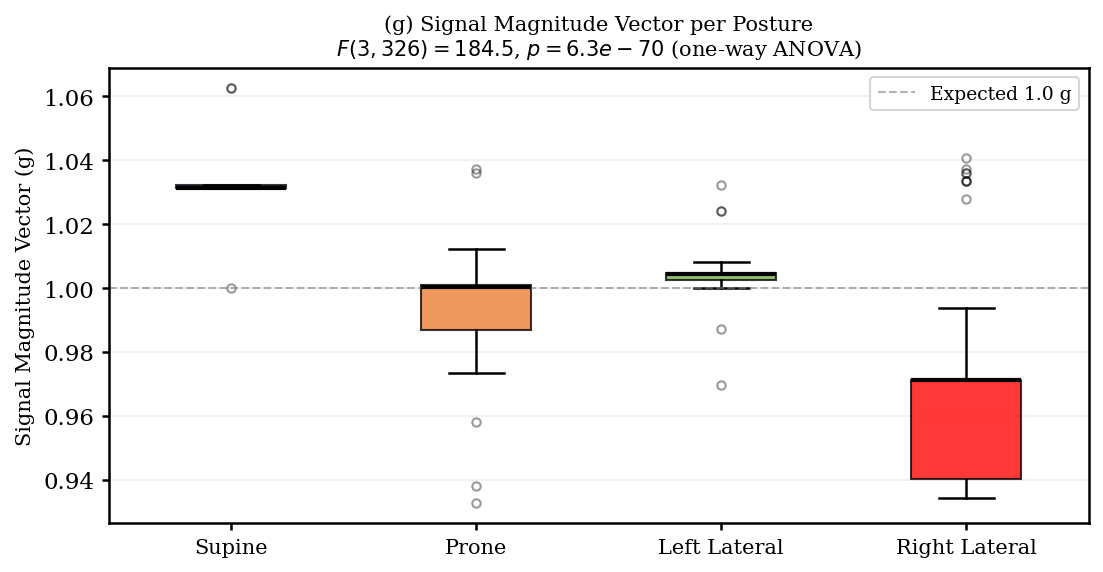 (g) Signal Magnitude Vector per Posture
F(3, 326) = 184.5, p = 6.3e − 70 (one-way ANOVA)
Expected 1.0 g
Signal Magnitude Vector (g)
1.06
1.04
1.02
1.00
0.98
0.96
0.94
Supine
Prone
Left Lateral
Right Lateral